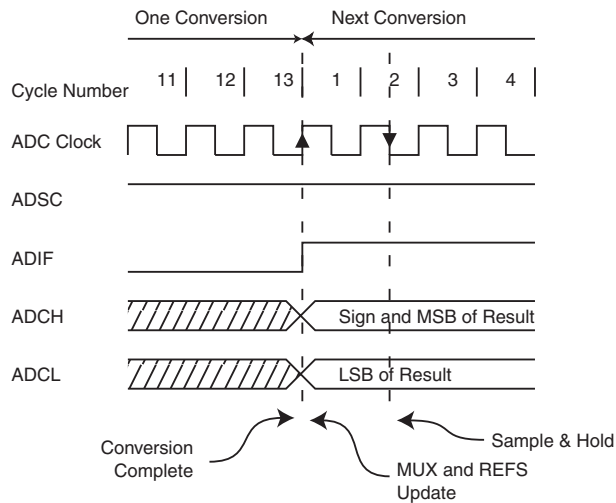 One Conversion Next Conversion
Cycle Number 11 12 13 1 2 3 4
ADC Clock
ADSC
ADIF
ADCH Sign and MSB of Result
ADCL LSB of Result
Conversion
Complete
MUX and REFS
Update
Sample & Hold